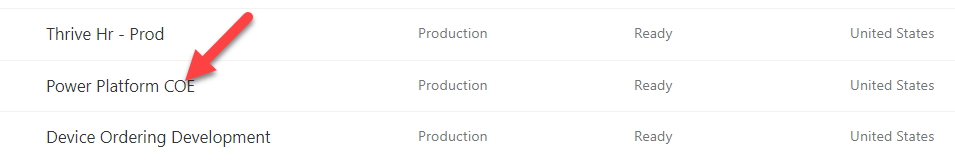 Thrive Hr - Prod Production Ready United States
Power Platform COE Production Ready United States
Device Ordering Development Production Ready United States